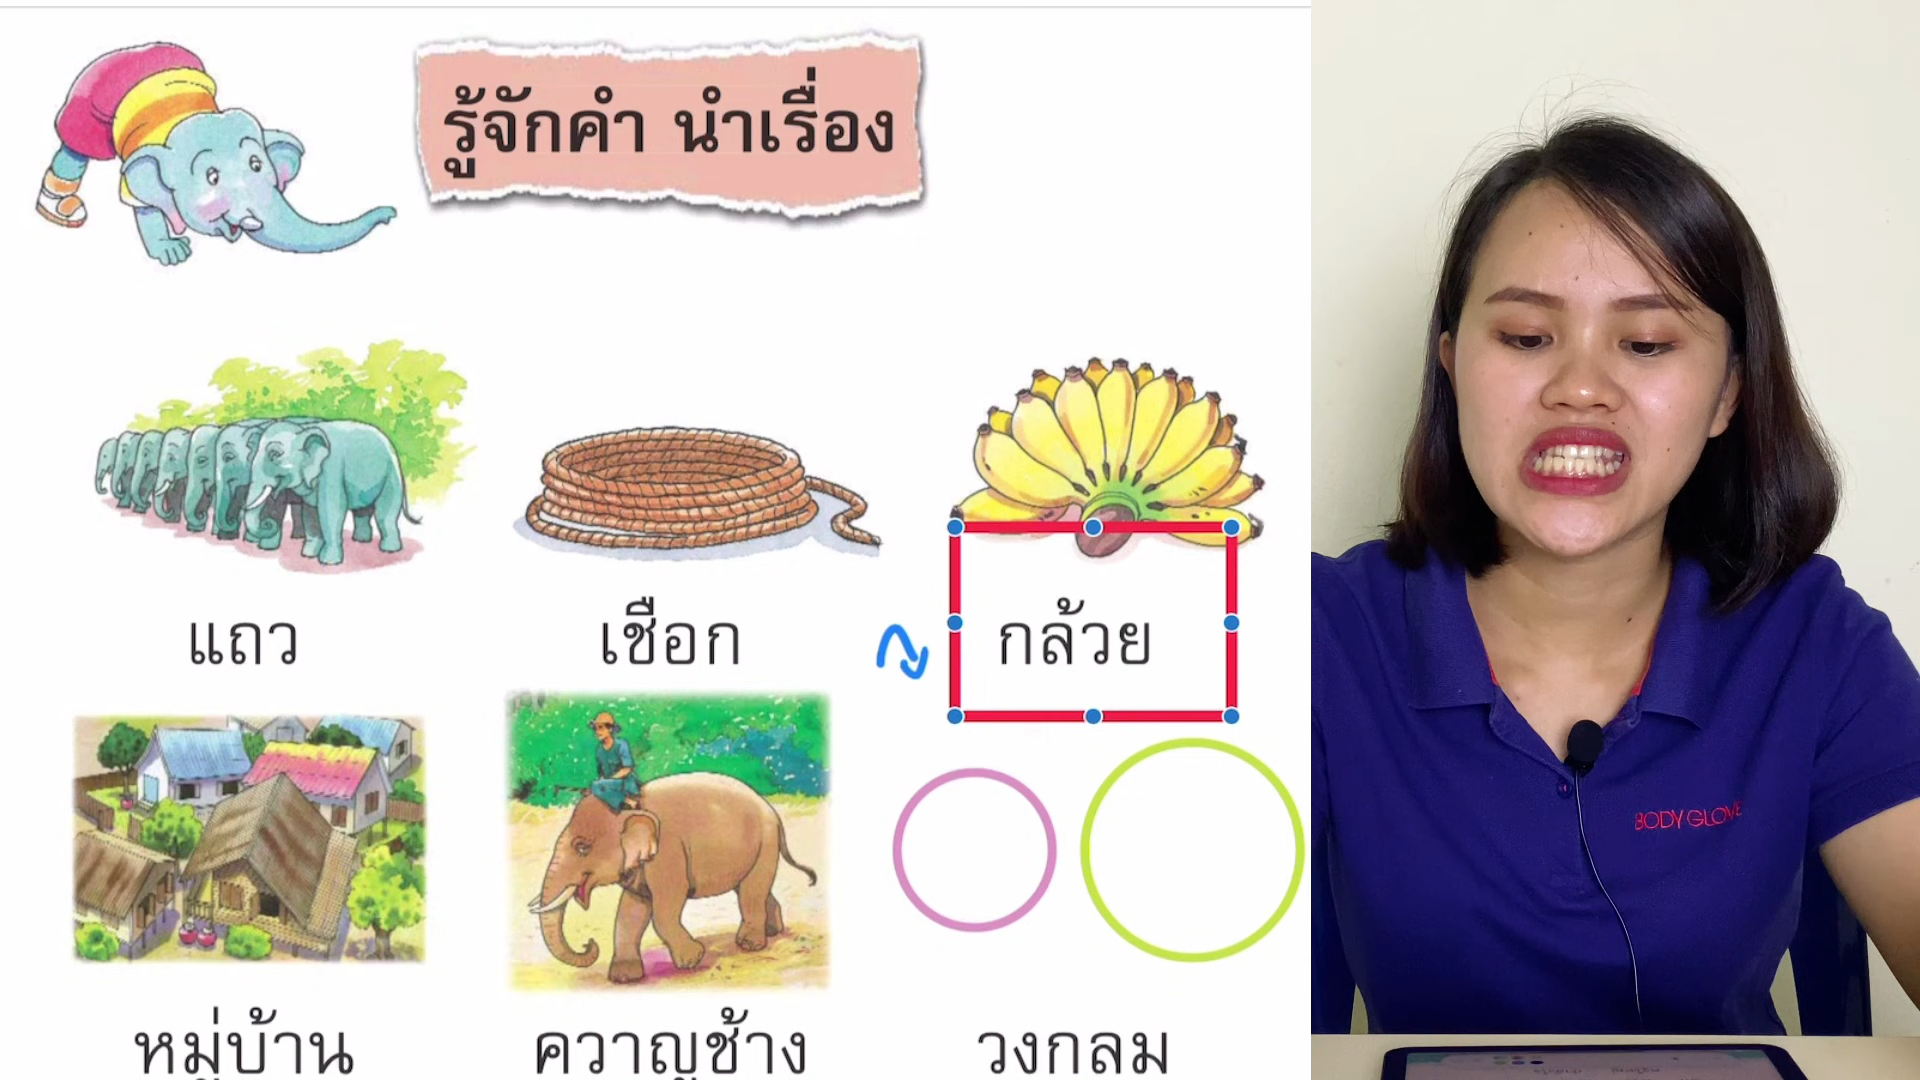 รู้จักคำ นำเรื่อง
แถว
เชือก
กล้วย
BODY GLOVE
หมู่บ้าน
ควาญช้าง
วงกลม